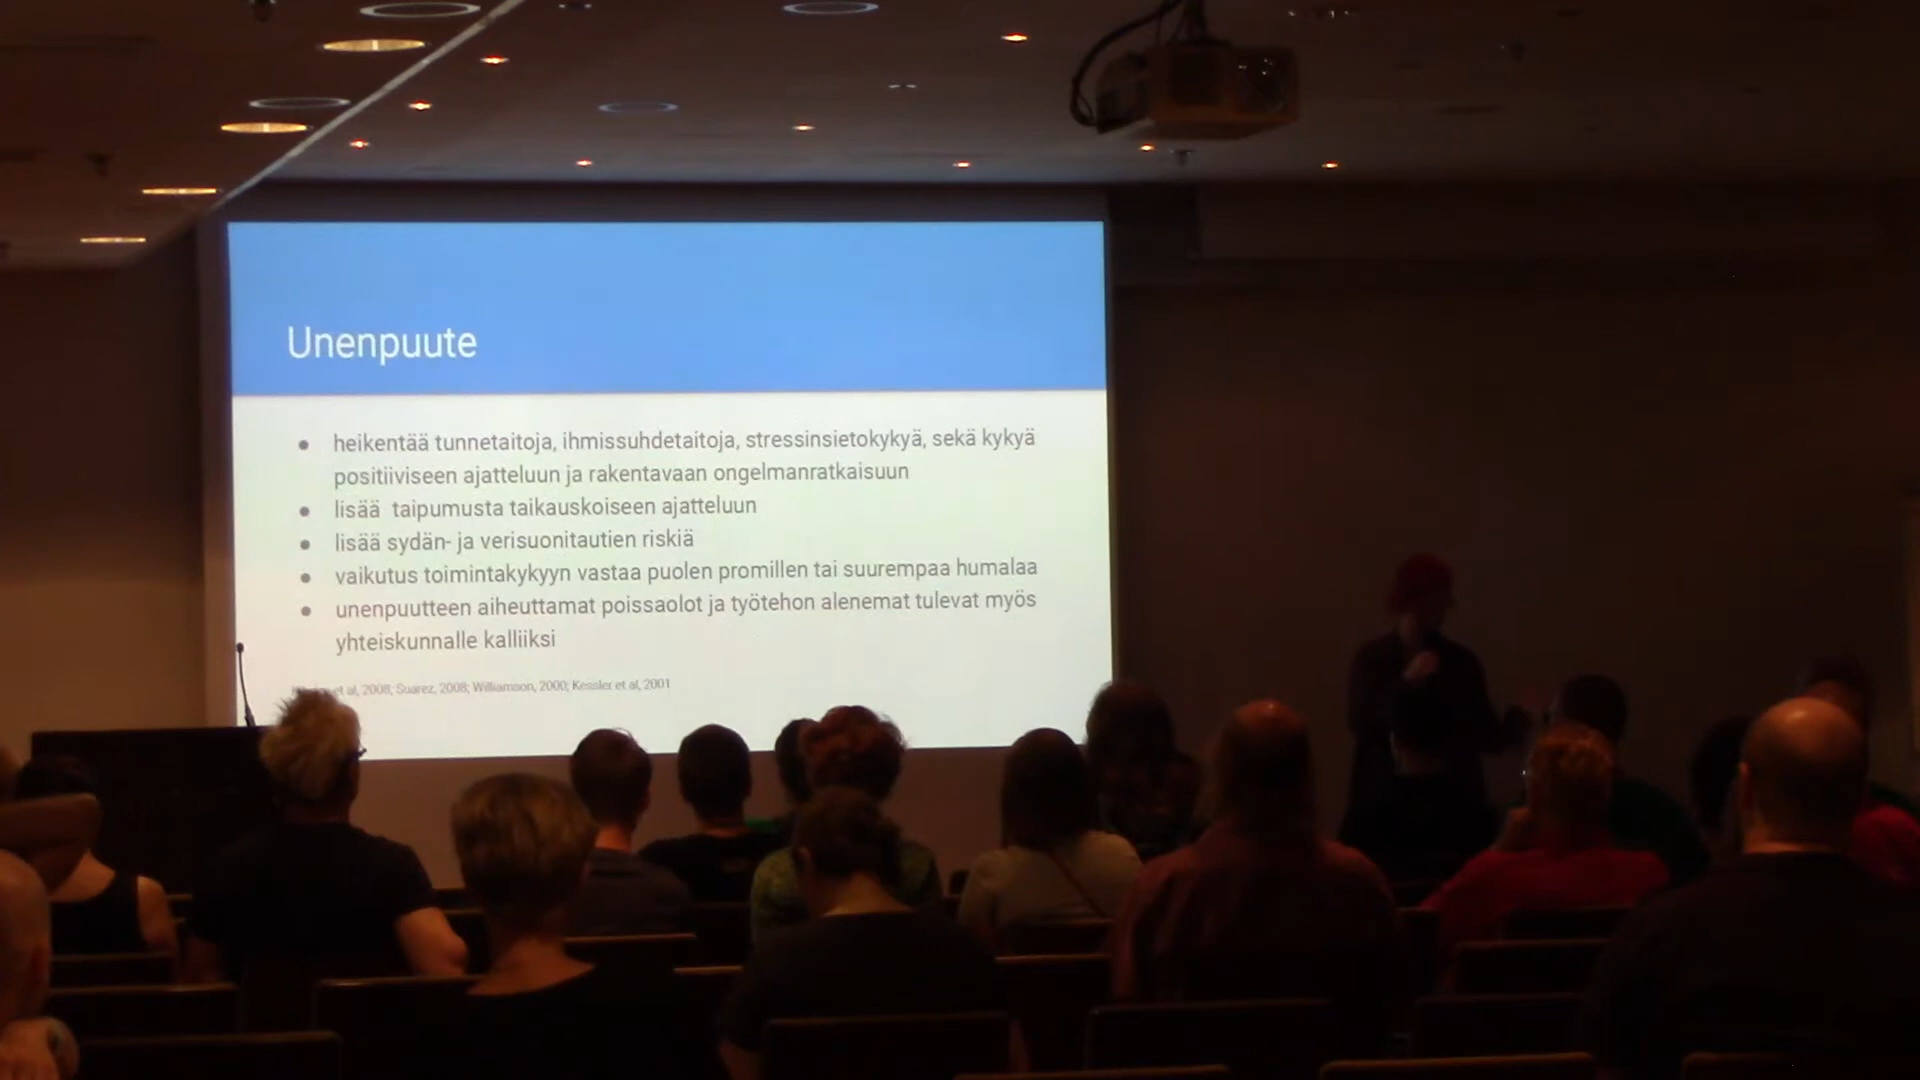 Unenpuute
● heikentää tunnetaitoja, ihmissuhdetaitoja, stressinsietokykyä, sekä kykyä
positiiviseen ajatteluun ja rakentavaan ongelmanratkaisuun
● lisää taipumusta taikauskoiseen ajatteluun
● lisää sydän- ja verisuonitautien riskiä
● vaikutus toimintakykyyn vastaa puolen promillen tai suurempaa humalaa
● unenpuutteen aiheuttamat poissaolot ja työtehon alenemat tulevat myös
yhteiskunnalle kalliiksi
et al, 2008; Suarez, 2008; Williamson, 2000; Kessler et al, 2001